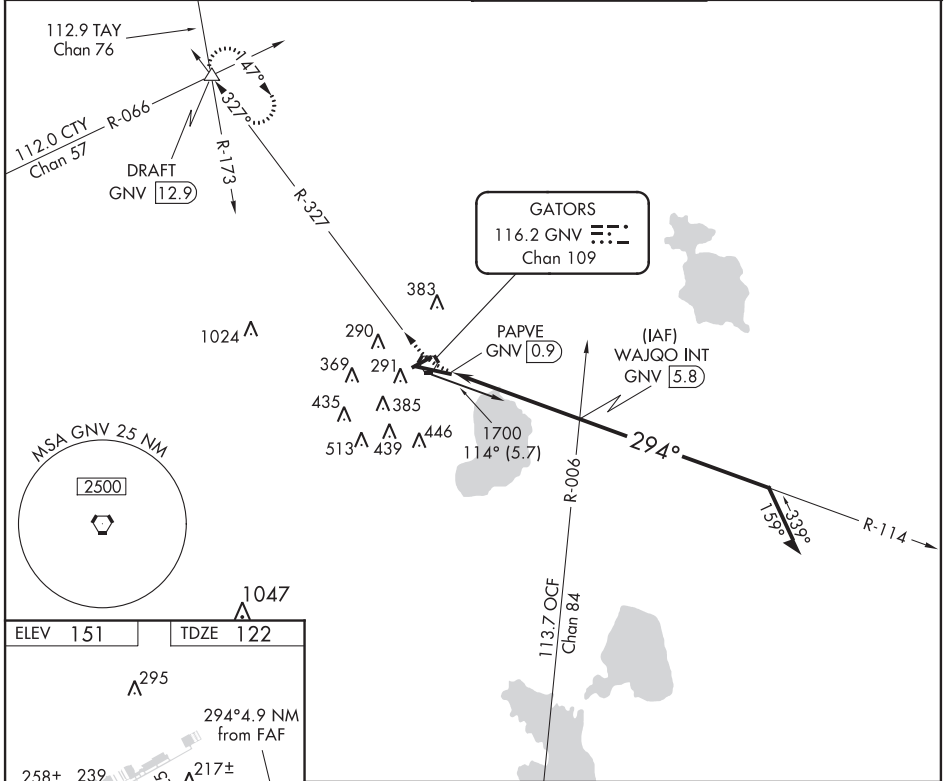 112.9 TAY
Chan 76
47°
327°
R-066
112.0 CTY
Chan 57
R-173
DRAFT
GNV 12.9
R-327
GATORS
116.2 GNV
Chan 109
383
1024
290
PAPVE
GNV 0.9
(IAF)
WAJQO INT
GNV 5.8
369
291
435
385
513
439
446
1700
114° (5.7)
294°
R-006
339°
159°
R-114
MSA GNV 25 NM
2500
113.7 OCF
Chan 84
1047
ELEV 151
TDZE 122
295
294°4.9 NM
from FAF
258±
239
217±